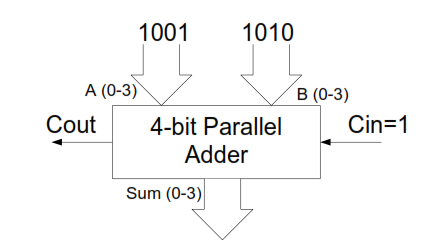 1001 1010
A (0-3) B (0-3)
Cout 4-bit Parallel Cin=1
Adder
Sum (0-3)